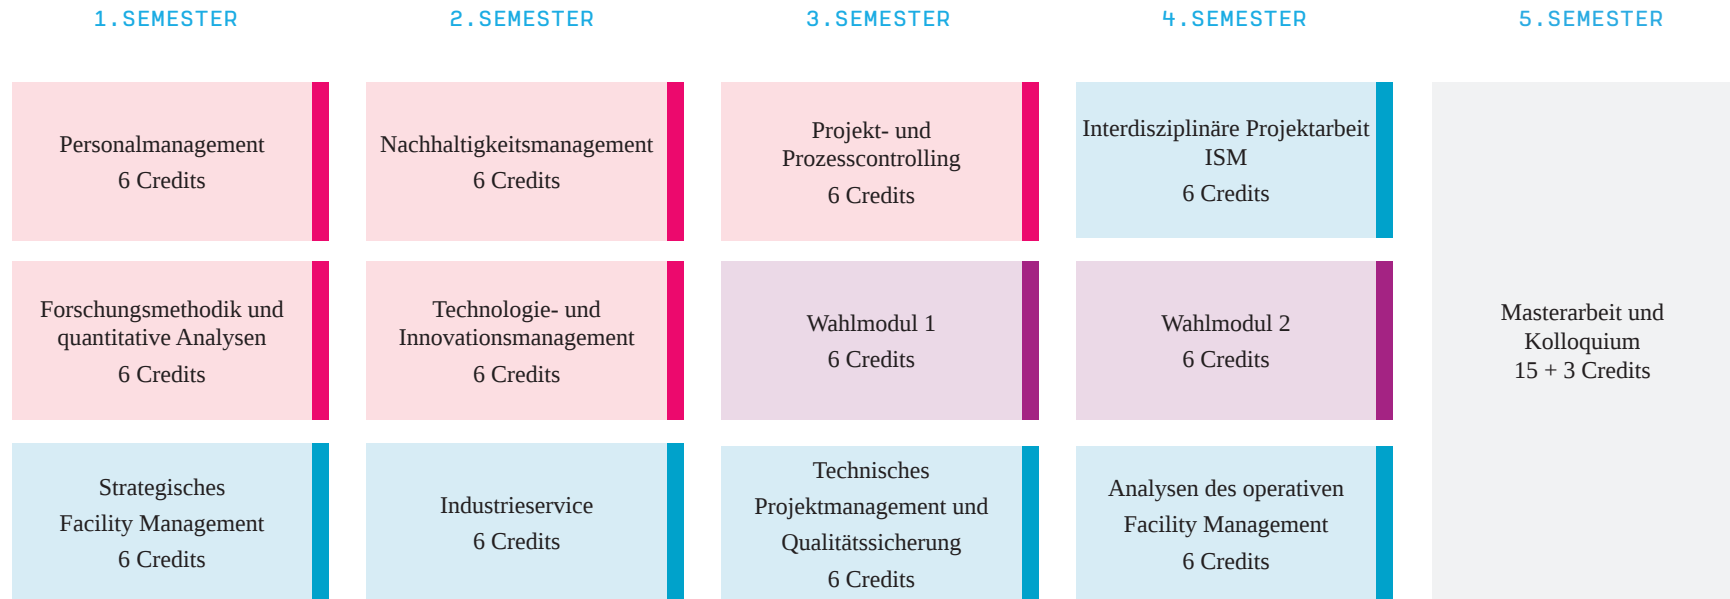 1.SEMESTER
2.SEMESTER
3.SEMESTER
4.SEMESTER
5.SEMESTER
Personalmanagement
6 Credits
Nachhaltigkeitsmanagement
6 Credits
Projekt- und
Prozesscontrolling
6 Credits
Interdisziplinäre Projektarbeit
ISM
6 Credits
Forschungsmethodik und
quantitative Analysen
6 Credits
Technologie- und
Innovationsmanagement
6 Credits
Wahlmodul 1
6 Credits
Wahlmodul 2
6 Credits
Masterarbeit und
Kolloquium
15 + 3 Credits
Strategisches
Facility Management
6 Credits
Industrieservice
6 Credits
Technisches
Projektmanagement und
Qualitätssicherung
6 Credits
Analysen des operativen
Facility Management
6 Credits